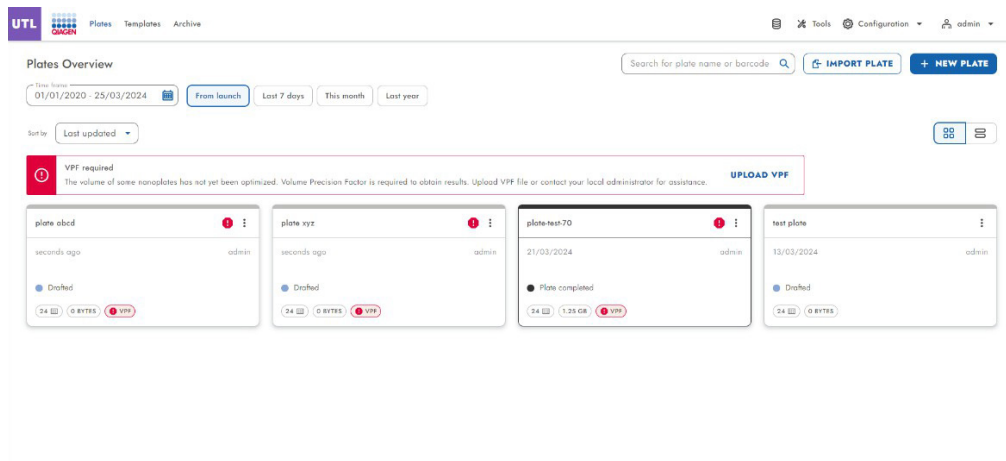 UTL QIAGEN Plates Templates Archive Tools Configuration admin
Plates Overview
Search for plate name or barcode IMPORT PLATE + NEW PLATE
Time frame
01/01/2020 - 25/03/2024 From launch Last 7 days This month Last year
Sort by Last updated
VPF required
The volume of some nanoplates has not yet been optimized. Volume Precision Factor is required to obtain results. Upload VPF file or contact your local administrator for assistance.
UPLOAD VPF
plate abcd
seconds ago admin
Drafted
24 0 BYTES VPF
plate xyz
seconds ago admin
Drafted
24 0 BYTES VPF
plate-test-70
21/03/2024 admin
Plate completed
24 1.25 GB VPF
test plate
13/03/2024 admin
Drafted
24 0 BYTES